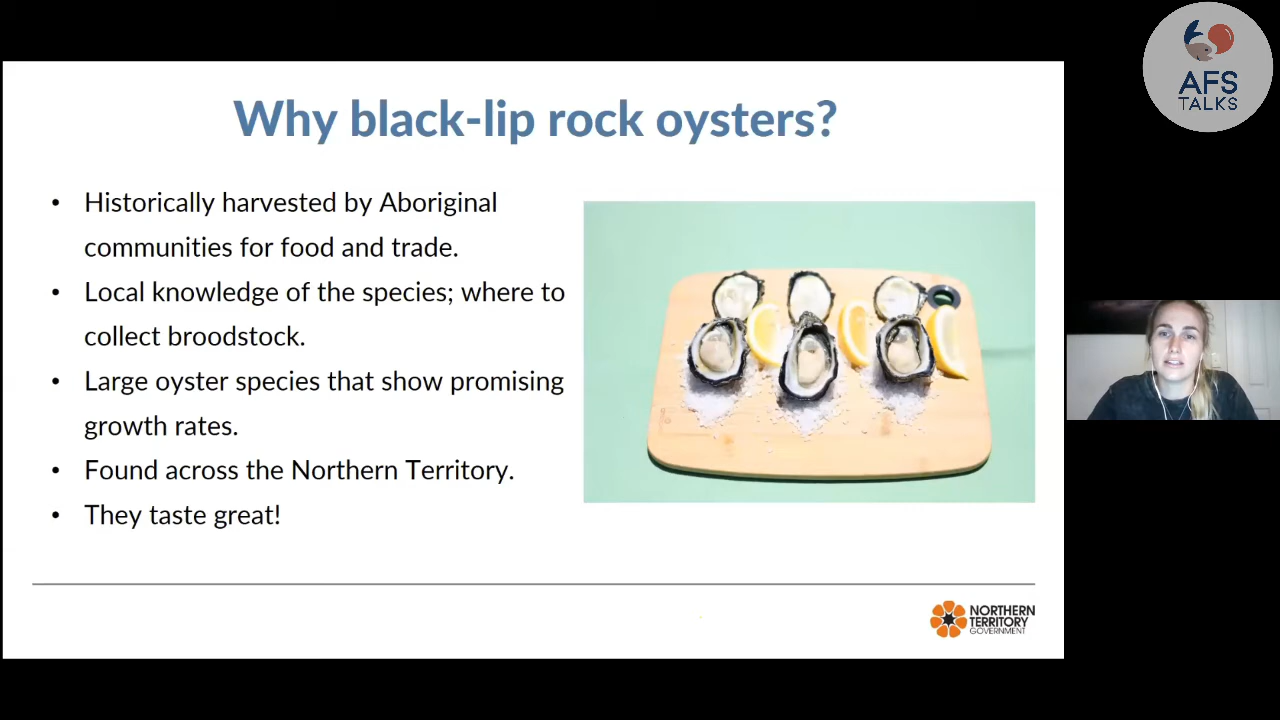 AFS
TALKS
Why black-lip rock oysters?
• Historically harvested by Aboriginal
communities for food and trade.
• Local knowledge of the species; where to
collect broodstock.
• Large oyster species that show promising
growth rates.
• Found across the Northern Territory.
• They taste great!
NORTHERN
TERRITORY
GOVERNMENT